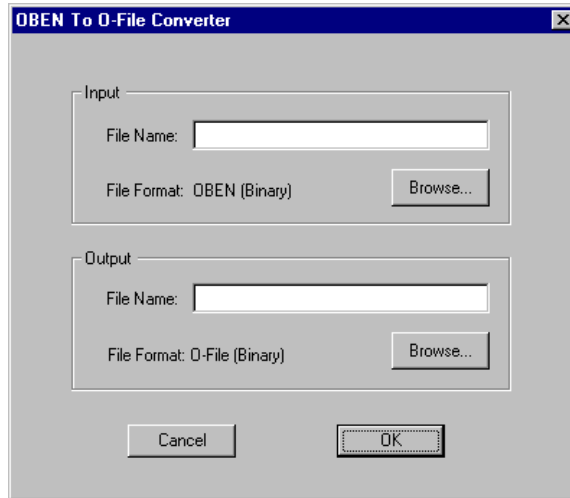 OBEN To O-File Converter
Input
File Name:
File Format: OBEN (Binary)
Browse...
Output
File Name:
File Format: O-File (Binary)
Browse...
Cancel
OK